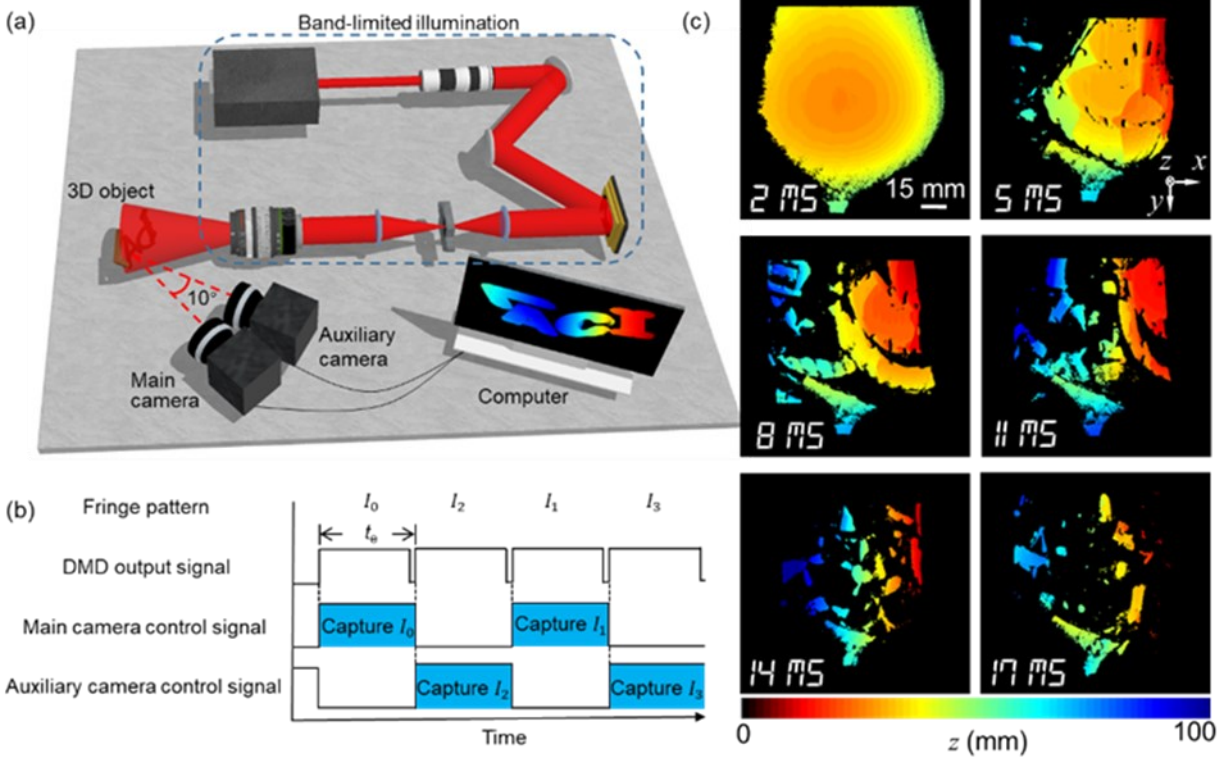 (a)
Band-limited illumination
3D object
10°
Auxiliary
camera
Main
camera
Computer
(b)
Fringe pattern
I0 I2 I1 I3
te
DMD output signal
Main camera control signal
Capture I0 Capture I1
Auxiliary camera control signal
Capture I2 Capture I3
Time
(c)
2 MS
15 mm
5 MS
z x
y
8 MS
11 MS
14 MS
17 MS
0 z (mm) 100